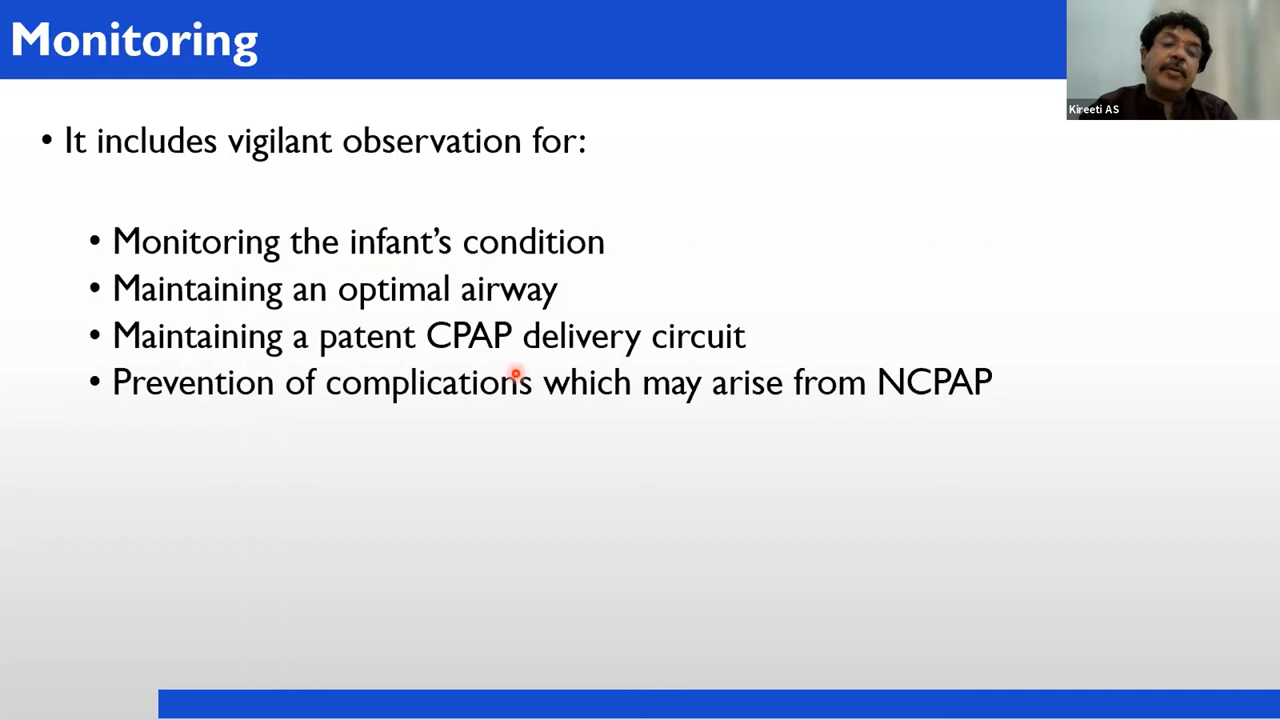 Monitoring
Kireeti AS
• It includes vigilant observation for:
• Monitoring the infant’s condition
• Maintaining an optimal airway
• Maintaining a patent CPAP delivery circuit
• Prevention of complications which may arise from NCPAP